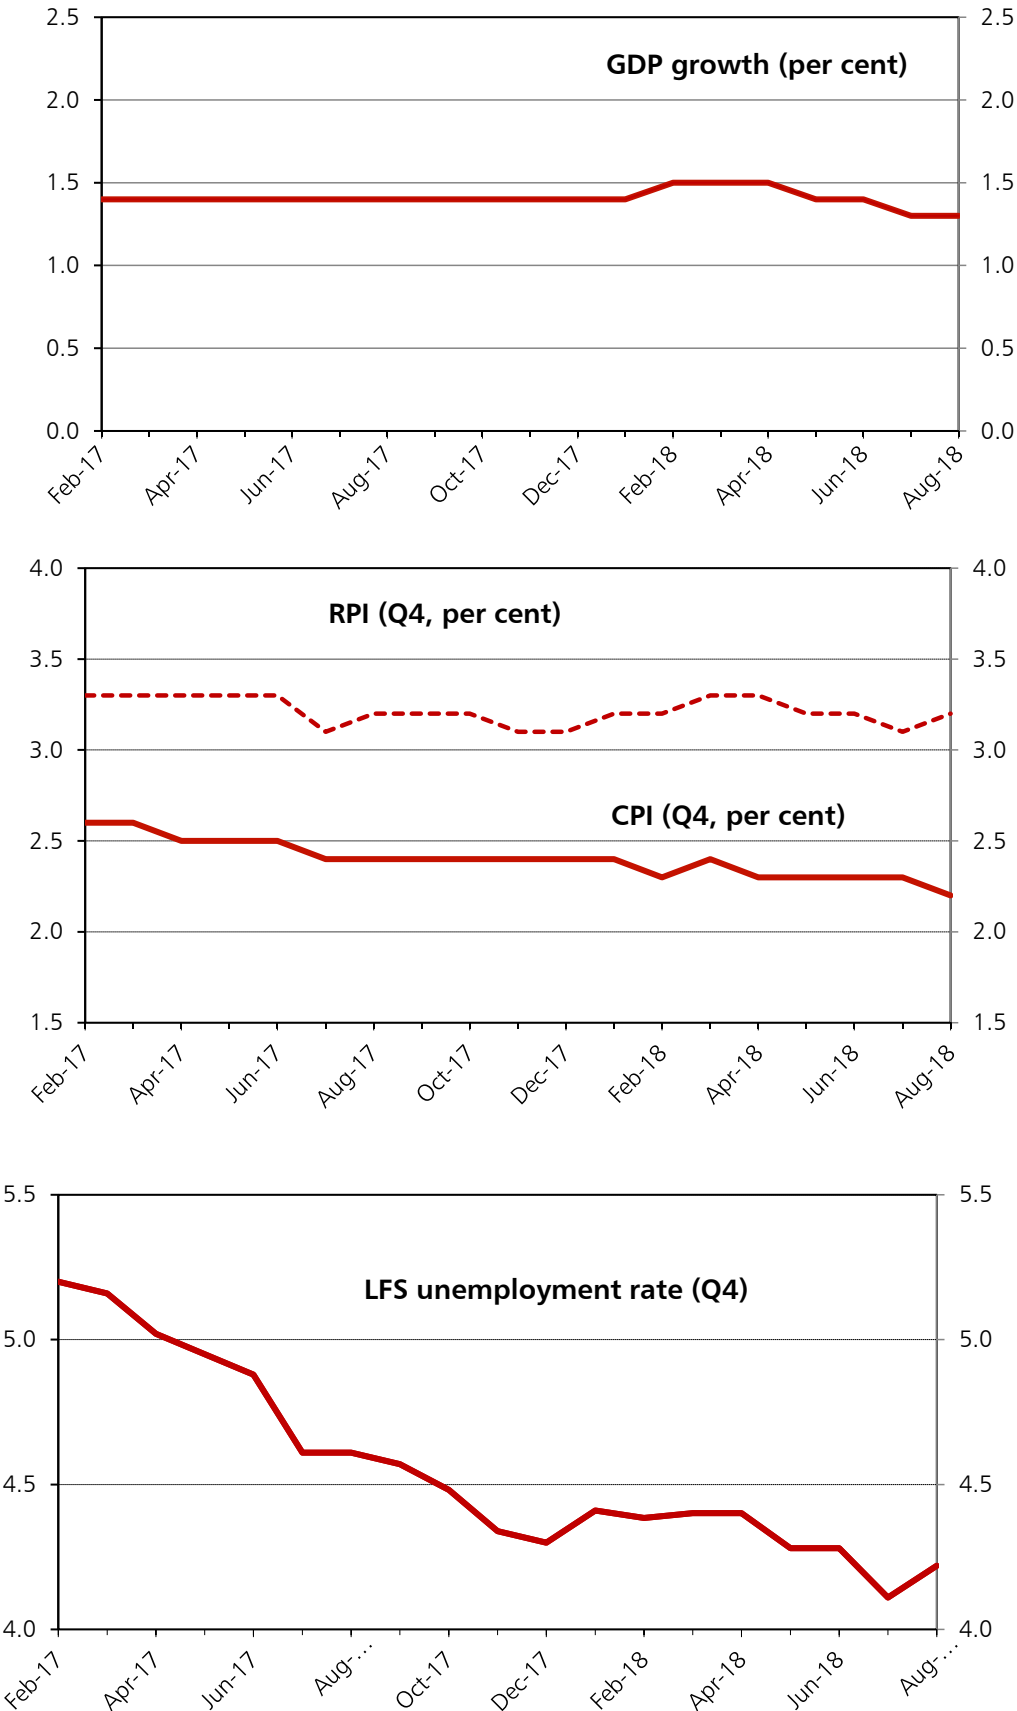 GDP growth (per cent)
2.5 2.5
2.0 2.0
1.5 1.5
1.0 1.0
0.5 0.5
0.0 0.0
Feb-17 Apr-17 Jun-17 Aug-17 Oct-17 Dec-17 Feb-18 Apr-18 Jun-18 Aug-18
4.0 4.0
RPI (Q4, per cent)
3.5 3.5
3.0 3.0
CPI (Q4, per cent)
2.5 2.5
2.0 2.0
1.5 1.5
Feb-17 Apr-17 Jun-17 Aug-17 Oct-17 Dec-17 Feb-18 Apr-18 Jun-18 Aug-18
5.5 5.5
LFS unemployment rate (Q4)
5.0 5.0
4.5 4.5
4.0 4.0
Feb-17 Apr-17 Jun-17 Aug-... Oct-17 Dec-17 Feb-18 Apr-18 Jun-18 Aug-...